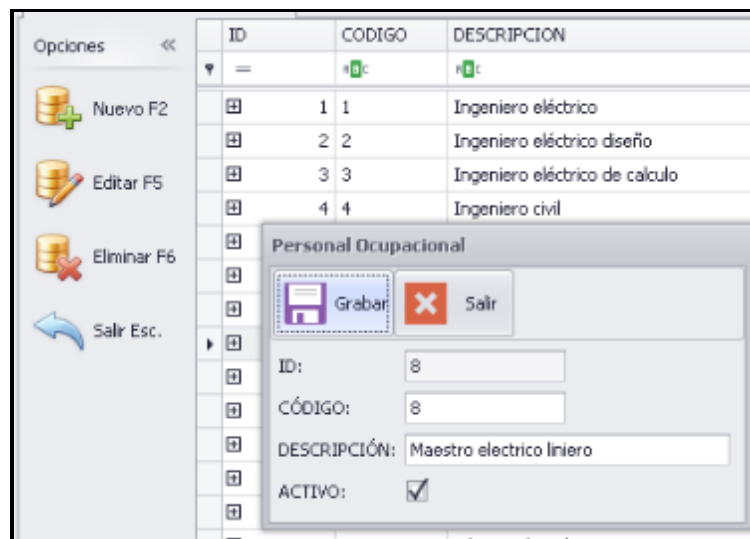 Opciones «
Nuevo F2
Editar F5
Eliminar F6
Salir Esc.
ID CODIGO DESCRIPCION
=
1 1 Ingeniero eléctrico
2 2 Ingeniero eléctrico diseño
3 3 Ingeniero eléctrico de calculo
4 4 Ingeniero civil
Personal Ocupacional
Grabar Salir
ID: 8
CÓDIGO: 8
DESCRIPCIÓN: Maestro electrico liniero
ACTIVO: